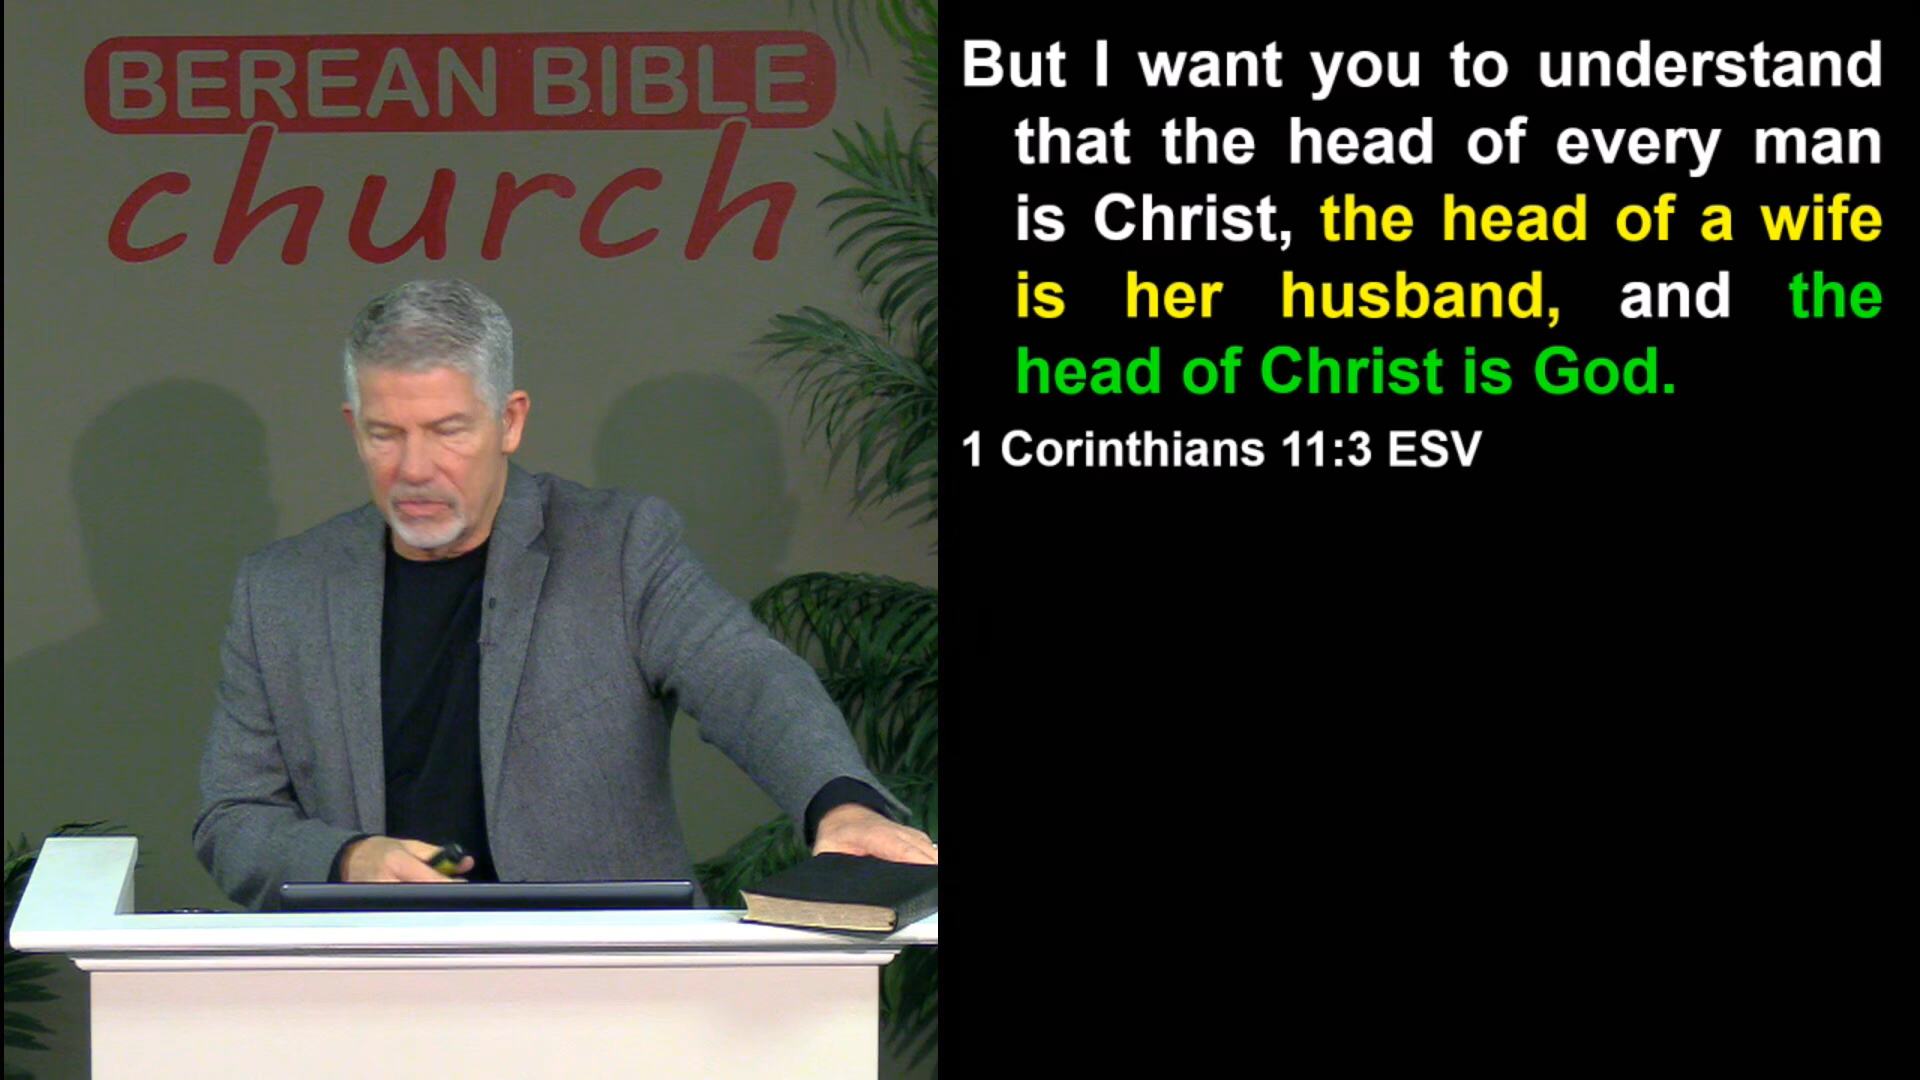 BEREAN BIBLE
church
But I want you to understand
that the head of every man
is Christ, the head of a wife
is her husband, and the
head of Christ is God.
1 Corinthians 11:3 ESV